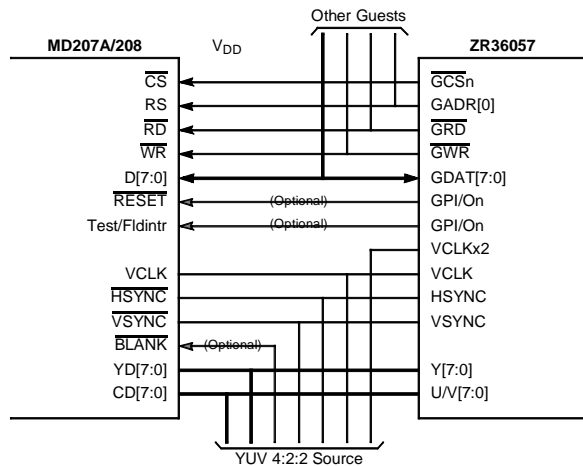 Other Guests
MD207A/208 V_DD ZR36057
CS GCSn
RS GADR[0]
RD GRD
WR GWR
D[7:0] GDAT[7:0]
RESET (Optional) GPI/On
Test/Fldintr (Optional) GPI/On
VCLKx2
VCLK VCLK
HSYNC HSYNC
VSYNC VSYNC
BLANK (Optional)
YD[7:0] Y[7:0]
CD[7:0] U/V[7:0]
YUV 4:2:2 Source